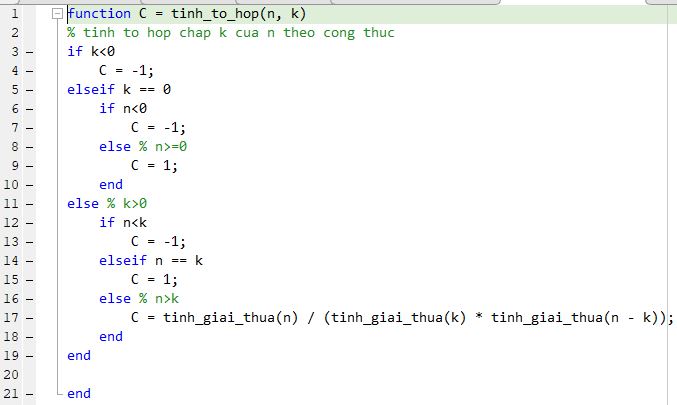 1 function C = tinh_to_hop(n, k)
2 % tinh to hop chap k cua n theo cong thuc
3 – if k<0
4 – C = -1;
5 – elseif k == 0
6 – if n<0
7 – C = -1;
8 – else % n>=0
9 – C = 1;
10 – end
11 – else % k>0
12 – if n<k
13 – C = -1;
14 – elseif n == k
15 – C = 1;
16 – else % n>k
17 – C = tinh_giai_thua(n) / (tinh_giai_thua(k) * tinh_giai_thua(n - k));
18 – end
19 – end
20
21 – end